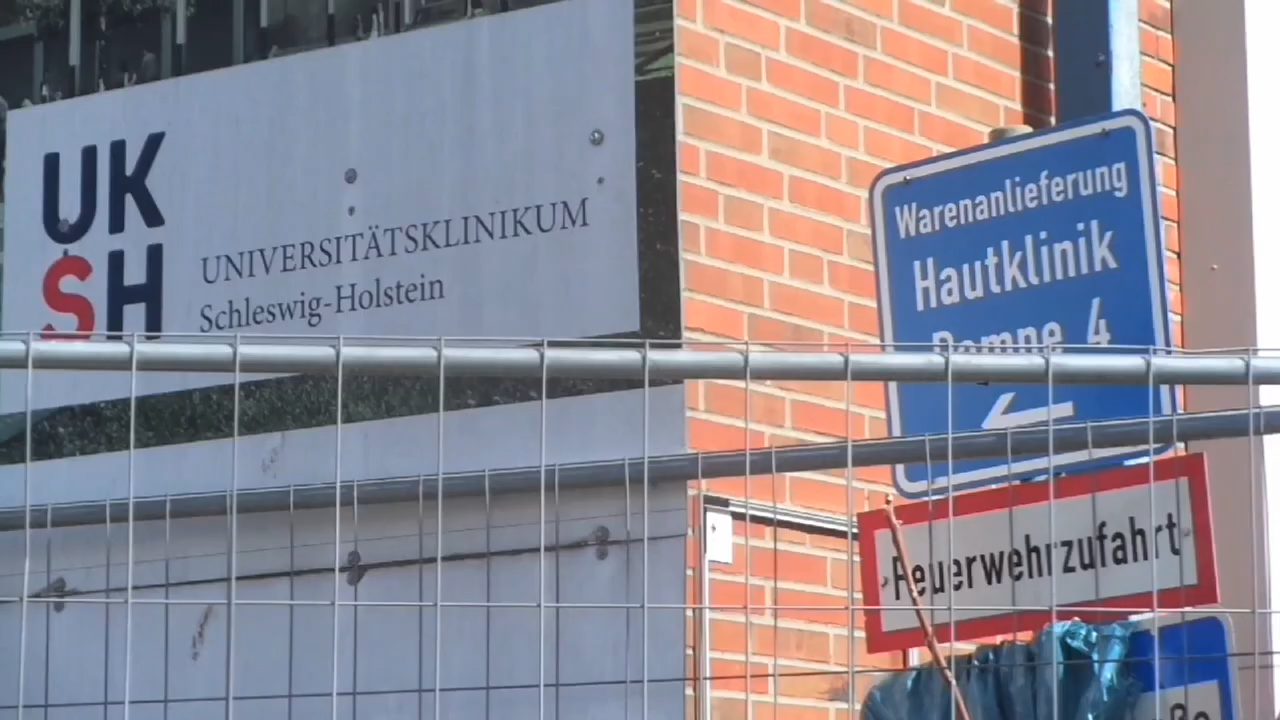 UK
SH
UNIVERSITÄTSKLINIKUM
Schleswig-Holstein
Warenanlieferung
Hautklinik
Rampe 4
Feuerwehrzufahrt